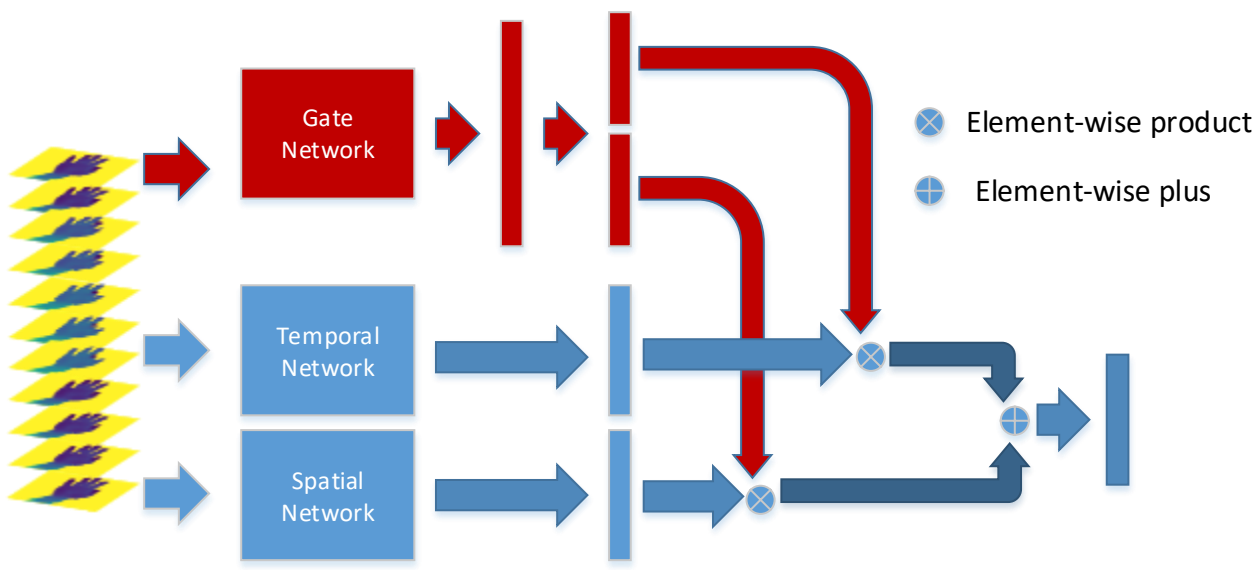 Gate
Network
Element-wise product
Element-wise plus
Temporal
Network
Spatial
Network